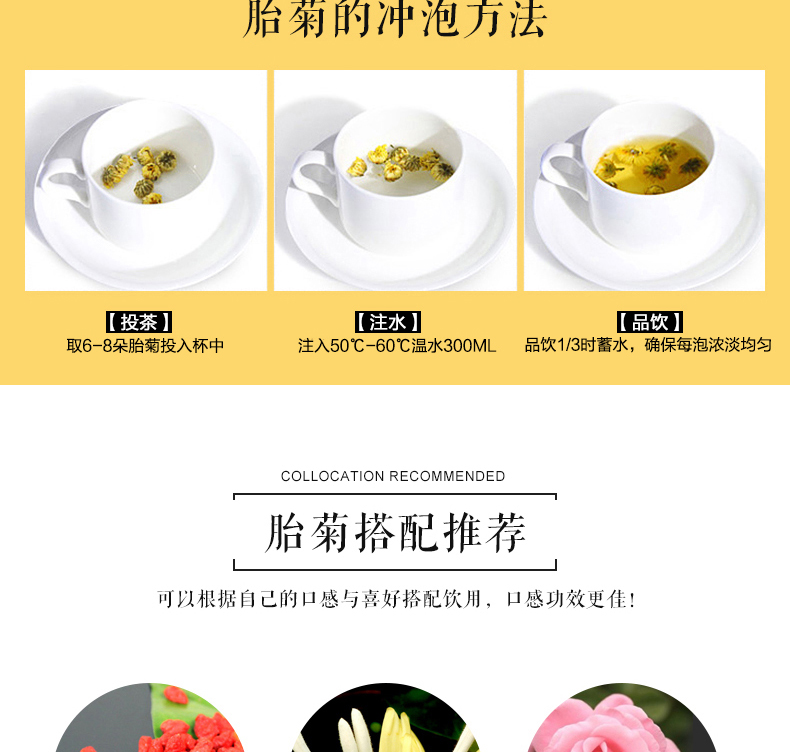 胎菊的冲泡方法
【投茶】
取6-8朵胎菊投入杯中
【注水】
注入50℃-60℃温水300ML
【品饮】
品饮1/3时蓄水，确保每泡浓淡均匀
COLLOCATION RECOMMENDED
胎菊搭配推荐
可以根据自己的口感与喜好搭配饮用，口感功效更佳!